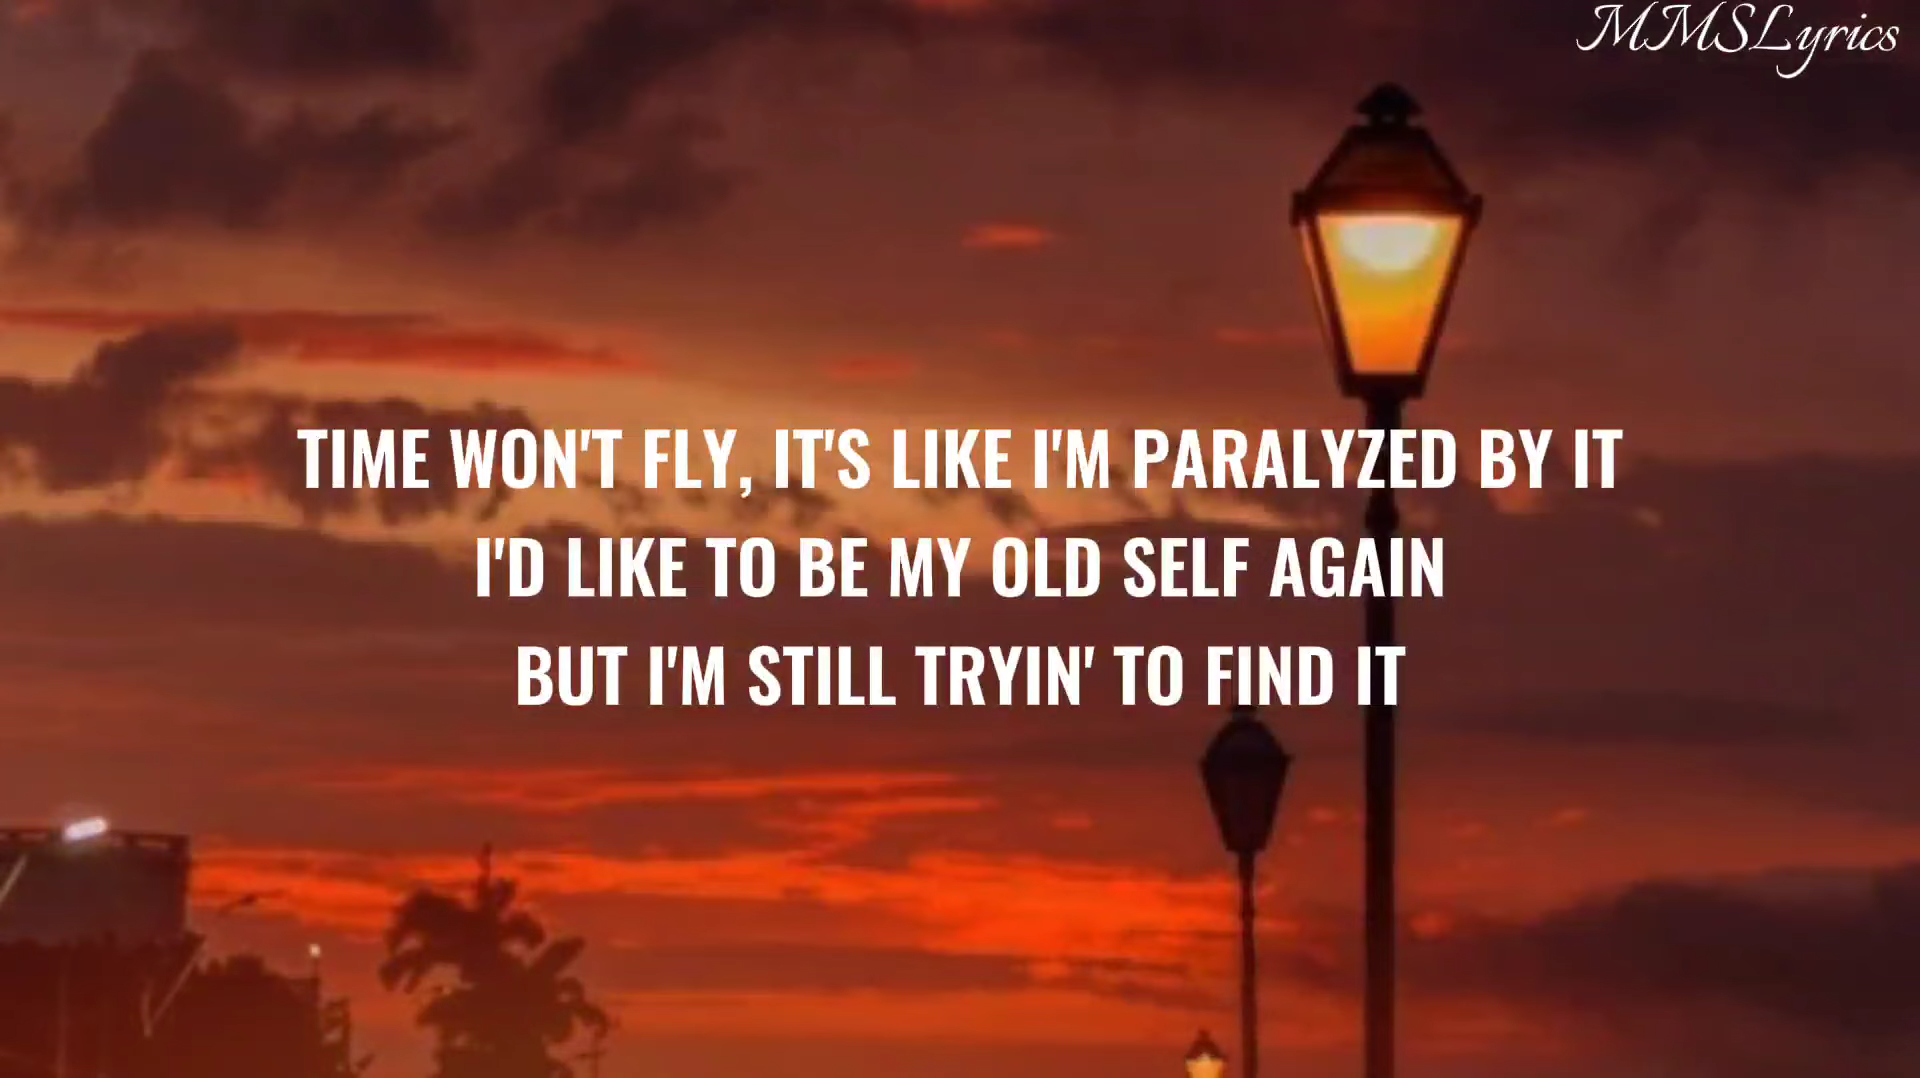 MMSLyrics
TIME WON'T FLY, IT'S LIKE I'M PARALYZED BY IT
I'D LIKE TO BE MY OLD SELF AGAIN
BUT I'M STILL TRYIN' TO FIND IT